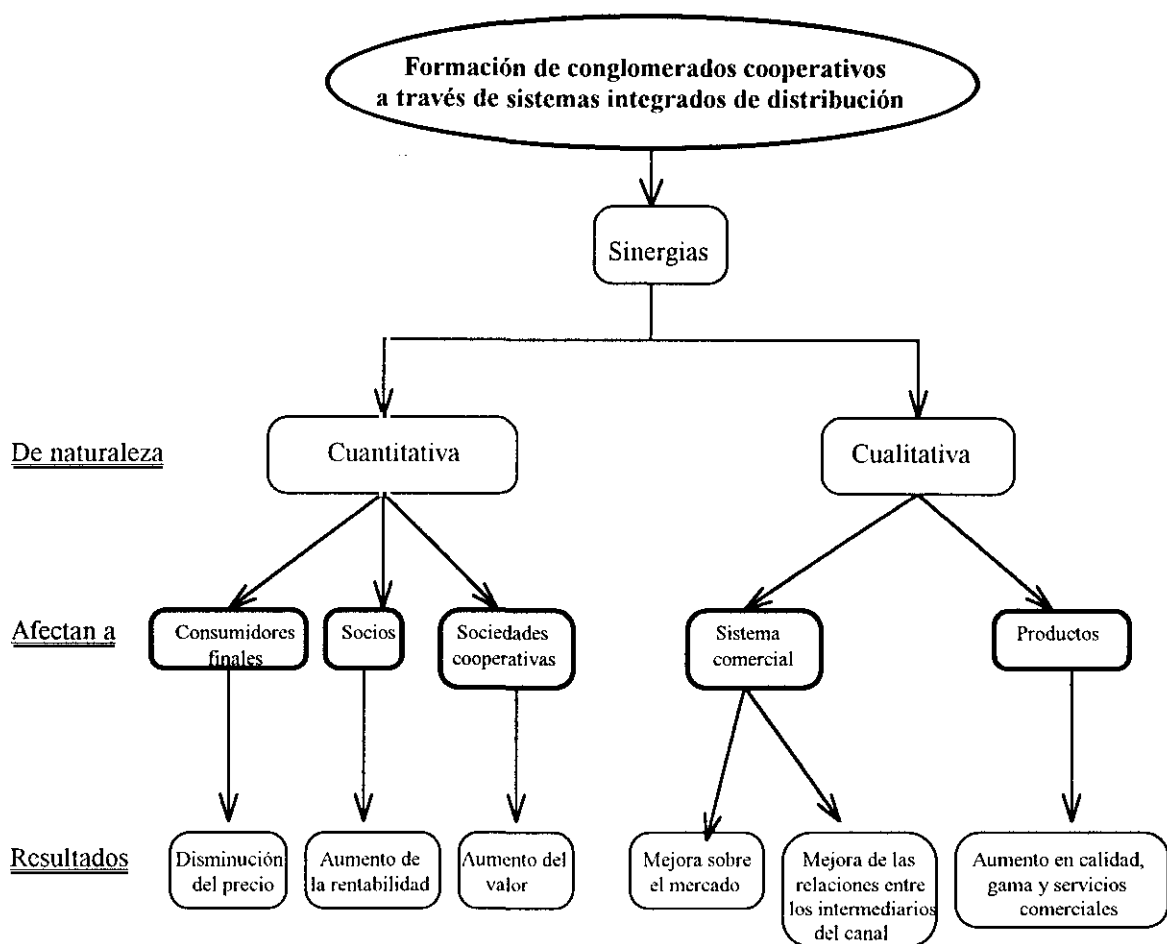 Formación de conglomerados cooperativos
a través de sistemas integrados de distribución
Sinergias
De naturaleza
Cuantitativa
Cualitativa
Afectan a
Consumidores
finales
Socios
Sociedades
cooperativas
Sistema
comercial
Productos
Resultados
Disminución
del precio
Aumento de
la rentabilidad
Aumento del
valor
Mejora sobre
el mercado
Mejora de las
relaciones entre
los intermediarios
del canal
Aumento en calidad,
gama y servicios
comerciales